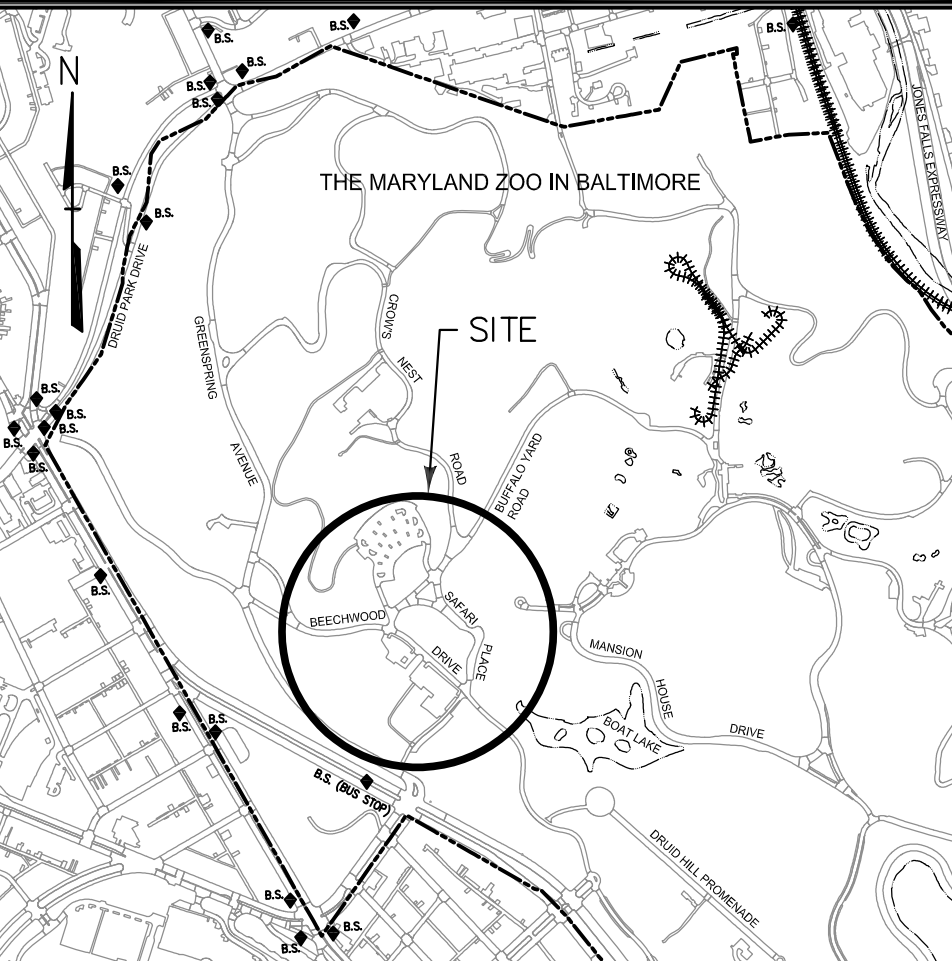 B.S.
B.S.
B.S.
N
B.S.
B.S.
B.S.
JONES FALLS EXPRESSWAY
B.S.
THE MARYLAND ZOO IN BALTIMORE
B.S.
DRUID PARK DRIVE
CROW'S
NEST
ROAD
GREENSPRING
AVENUE
SITE
B.S.
B.S.
B.S.
B.S.
B.S.
BUFFALO YARD
ROAD
B.S.
SAFARI
PLACE
BEECHWOOD
DRIVE
MANSION
HOUSE
DRIVE
BOAT LAKE
B.S.
B.S.
B.S. (BUS STOP)
DRUID HILL PROMENADE
B.S.
B.S.
B.S.